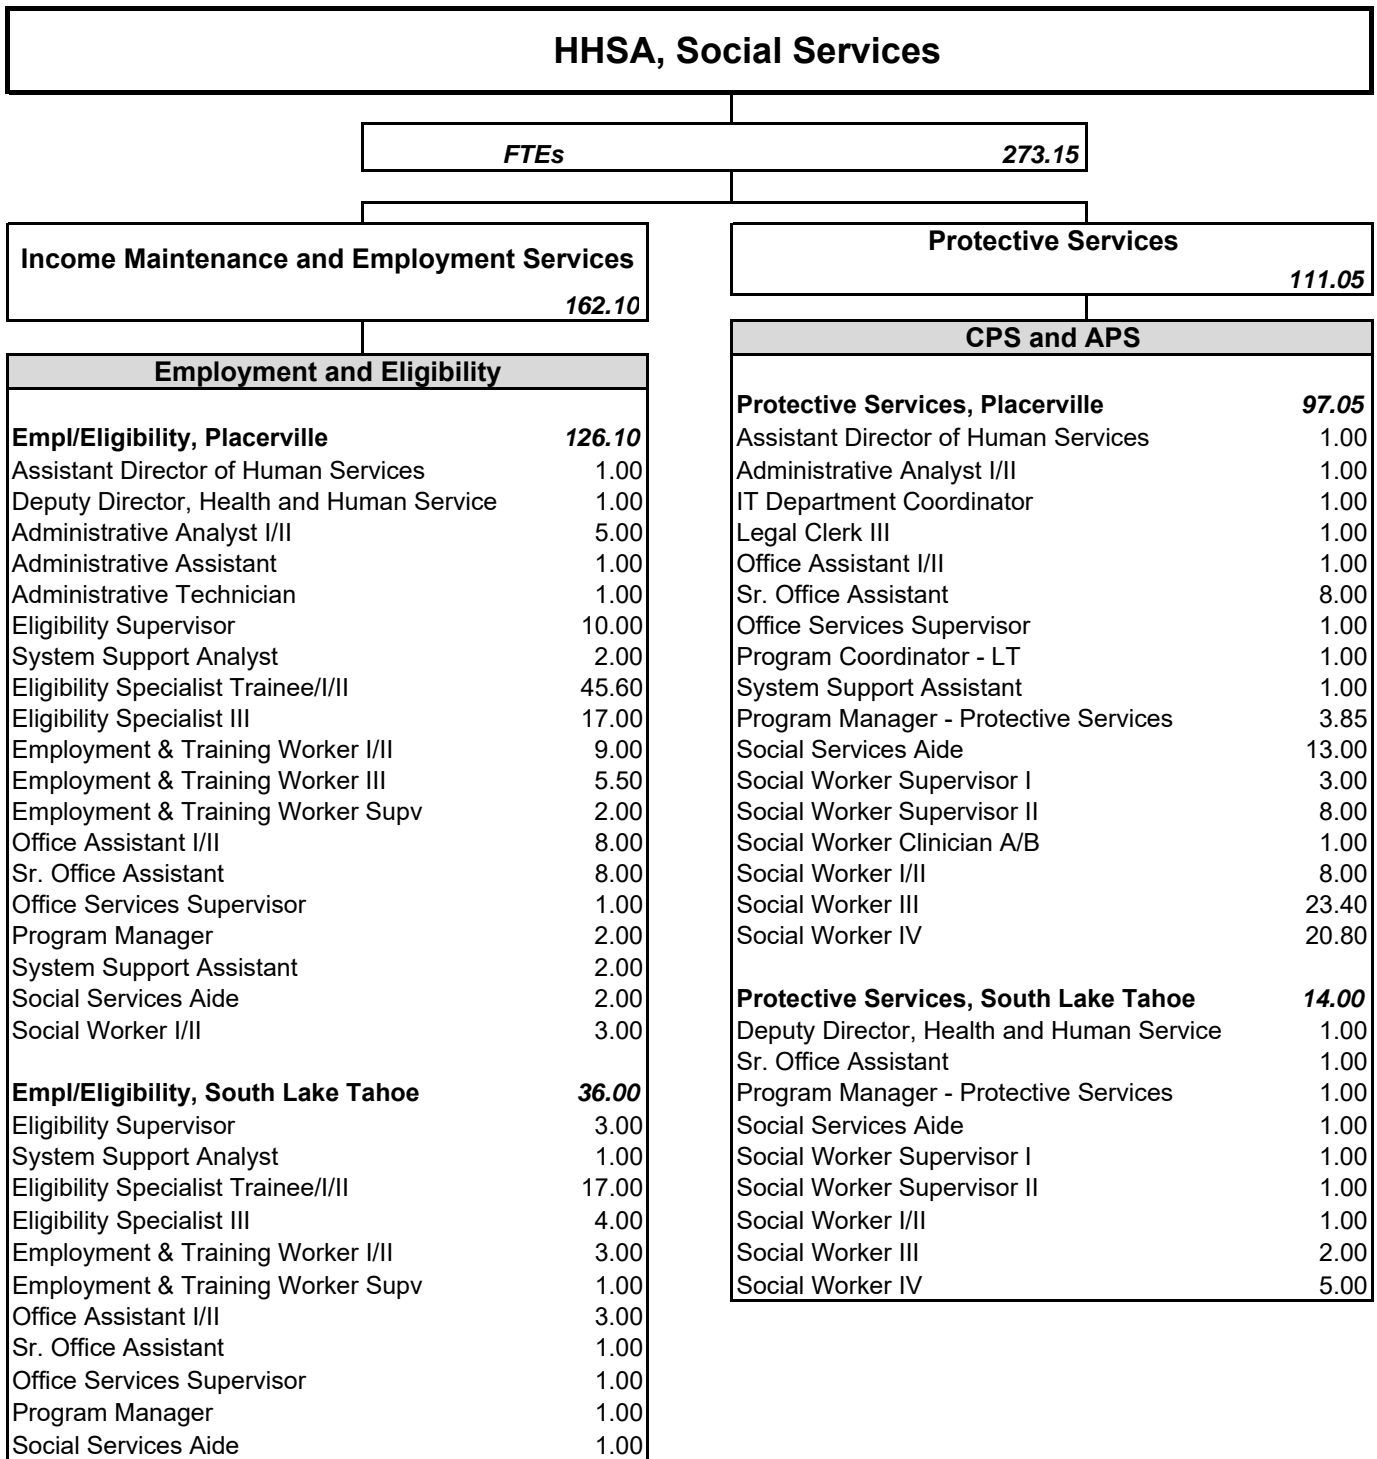 HHSA, Social Services
FTEs 273.15
Income Maintenance and Employment Services
162.10
Employment and Eligibility
Empl/Eligibility, Placerville 126.10
Assistant Director of Human Services 1.00
Deputy Director, Health and Human Service 1.00
Administrative Analyst I/II 5.00
Administrative Assistant 1.00
Administrative Technician 1.00
Eligibility Supervisor 10.00
System Support Analyst 2.00
Eligibility Specialist Trainee/I/II 45.60
Eligibility Specialist III 17.00
Employment & Training Worker I/II 9.00
Employment & Training Worker III 5.50
Employment & Training Worker Supv 2.00
Office Assistant I/II 8.00
Sr. Office Assistant 8.00
Office Services Supervisor 1.00
Program Manager 2.00
System Support Assistant 2.00
Social Services Aide 2.00
Social Worker I/II 3.00
Empl/Eligibility, South Lake Tahoe 36.00
Eligibility Supervisor 3.00
System Support Analyst 1.00
Eligibility Specialist Trainee/I/II 17.00
Eligibility Specialist III 4.00
Employment & Training Worker I/II 3.00
Employment & Training Worker Supv 1.00
Office Assistant I/II 3.00
Sr. Office Assistant 1.00
Office Services Supervisor 1.00
Program Manager 1.00
Social Services Aide 1.00
Protective Services
111.05
CPS and APS
Protective Services, Placerville 97.05
Assistant Director of Human Services 1.00
Administrative Analyst I/II 1.00
IT Department Coordinator 1.00
Legal Clerk III 1.00
Office Assistant I/II 1.00
Sr. Office Assistant 8.00
Office Services Supervisor 1.00
Program Coordinator - LT 1.00
System Support Assistant 1.00
Program Manager - Protective Services 3.85
Social Services Aide 13.00
Social Worker Supervisor I 3.00
Social Worker Supervisor II 8.00
Social Worker Clinician A/B 1.00
Social Worker I/II 8.00
Social Worker III 23.40
Social Worker IV 20.80
Protective Services, South Lake Tahoe 14.00
Deputy Director, Health and Human Service 1.00
Sr. Office Assistant 1.00
Program Manager - Protective Services 1.00
Social Services Aide 1.00
Social Worker Supervisor I 1.00
Social Worker Supervisor II 1.00
Social Worker I/II 1.00
Social Worker III 2.00
Social Worker IV 5.00